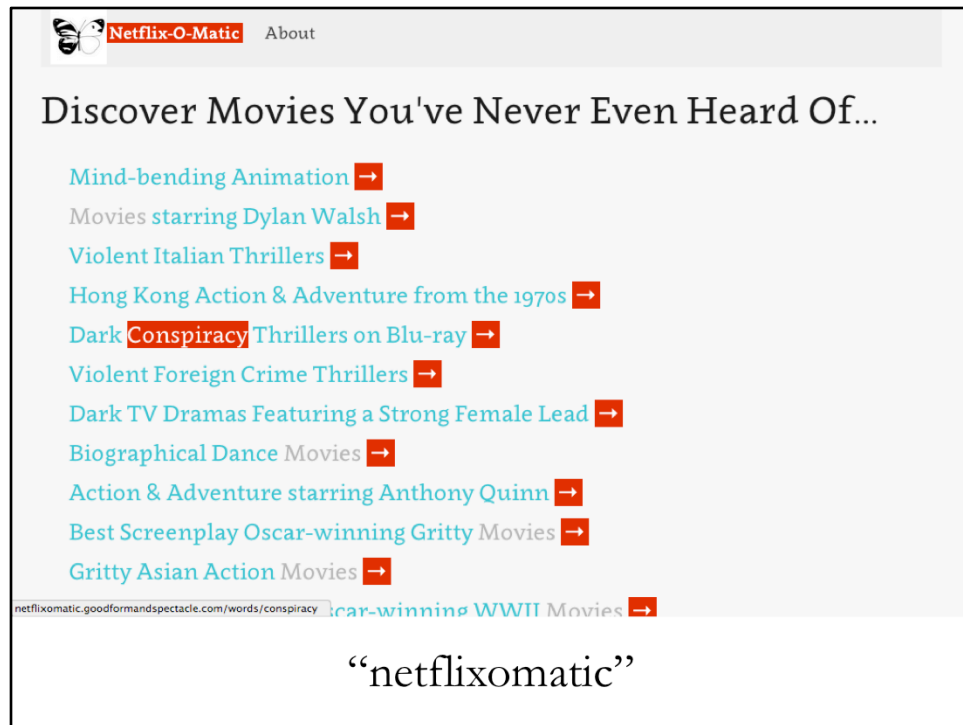 Netflix-O-Matic About
Discover Movies You've Never Even Heard Of...
Mind-bending Animation →
Movies starring Dylan Walsh →
Violent Italian Thrillers →
Hong Kong Action & Adventure from the 1970s →
Dark Conspiracy Thrillers on Blu-ray →
Violent Foreign Crime Thrillers →
Dark TV Dramas Featuring a Strong Female Lead →
Biographical Dance Movies →
Action & Adventure starring Anthony Quinn →
Best Screenplay Oscar-winning Gritty Movies →
Gritty Asian Action Movies →
netflixomatic.goodformandspectacle.com/words/conspiracy scar-winning WWII Movies →
“netflixomatic”